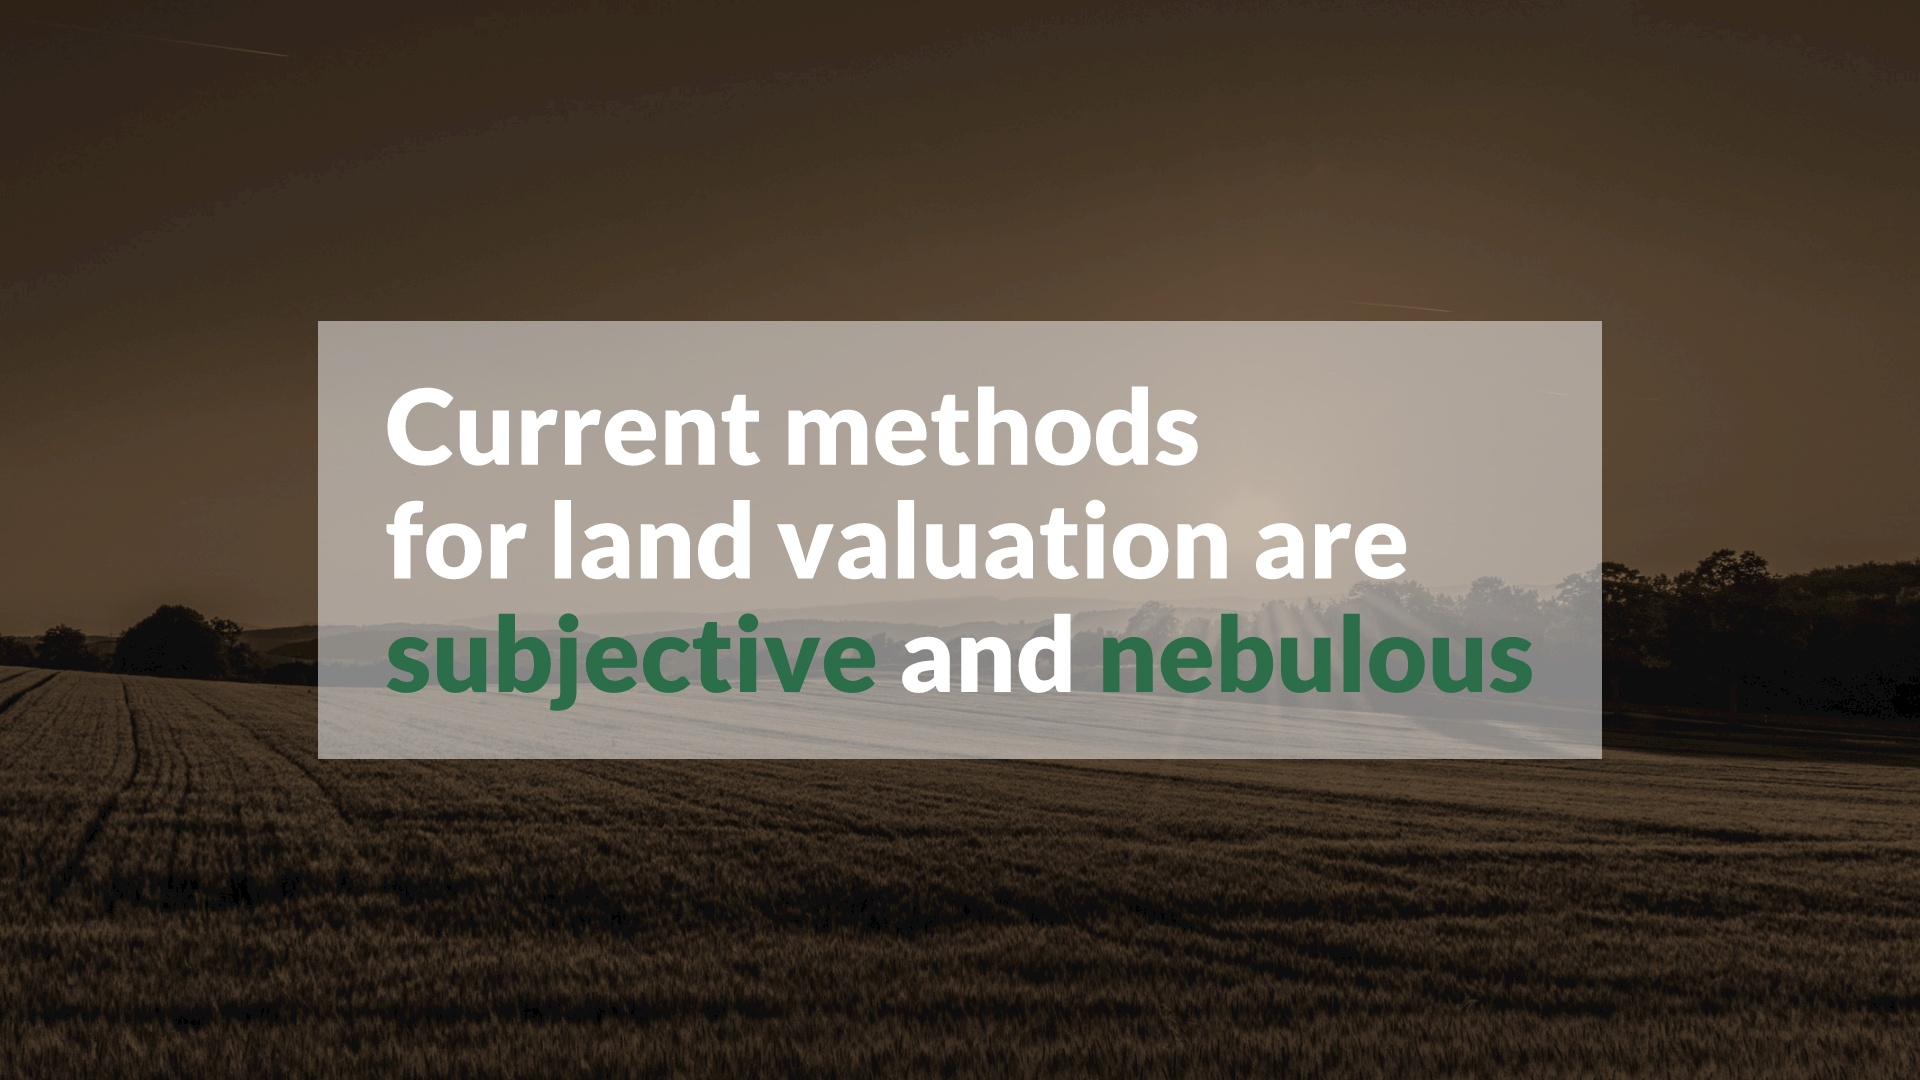 Current methods
for land valuation are
subjective and nebulous